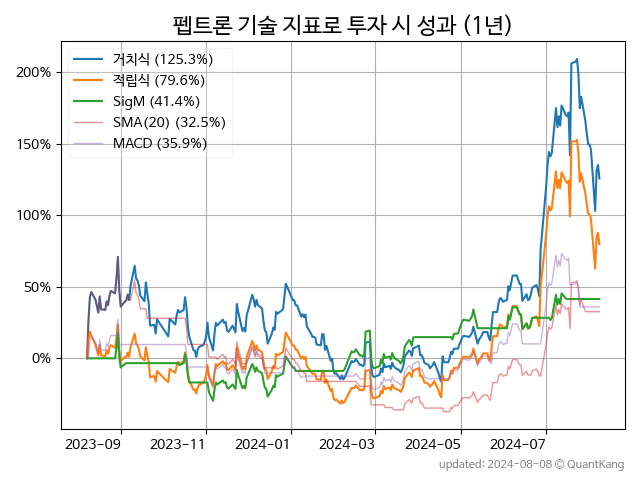 펩트론 기술 지표로 투자 시 성과 (1년)
거치식 (125.3%)
적립식 (79.6%)
SigM (41.4%)
SMA(20) (32.5%)
MACD (35.9%)
200%
150%
100%
50%
0%
2023-09 2023-11 2024-01 2024-03 2024-05 2024-07
updated: 2024-08-08 © QuantKang